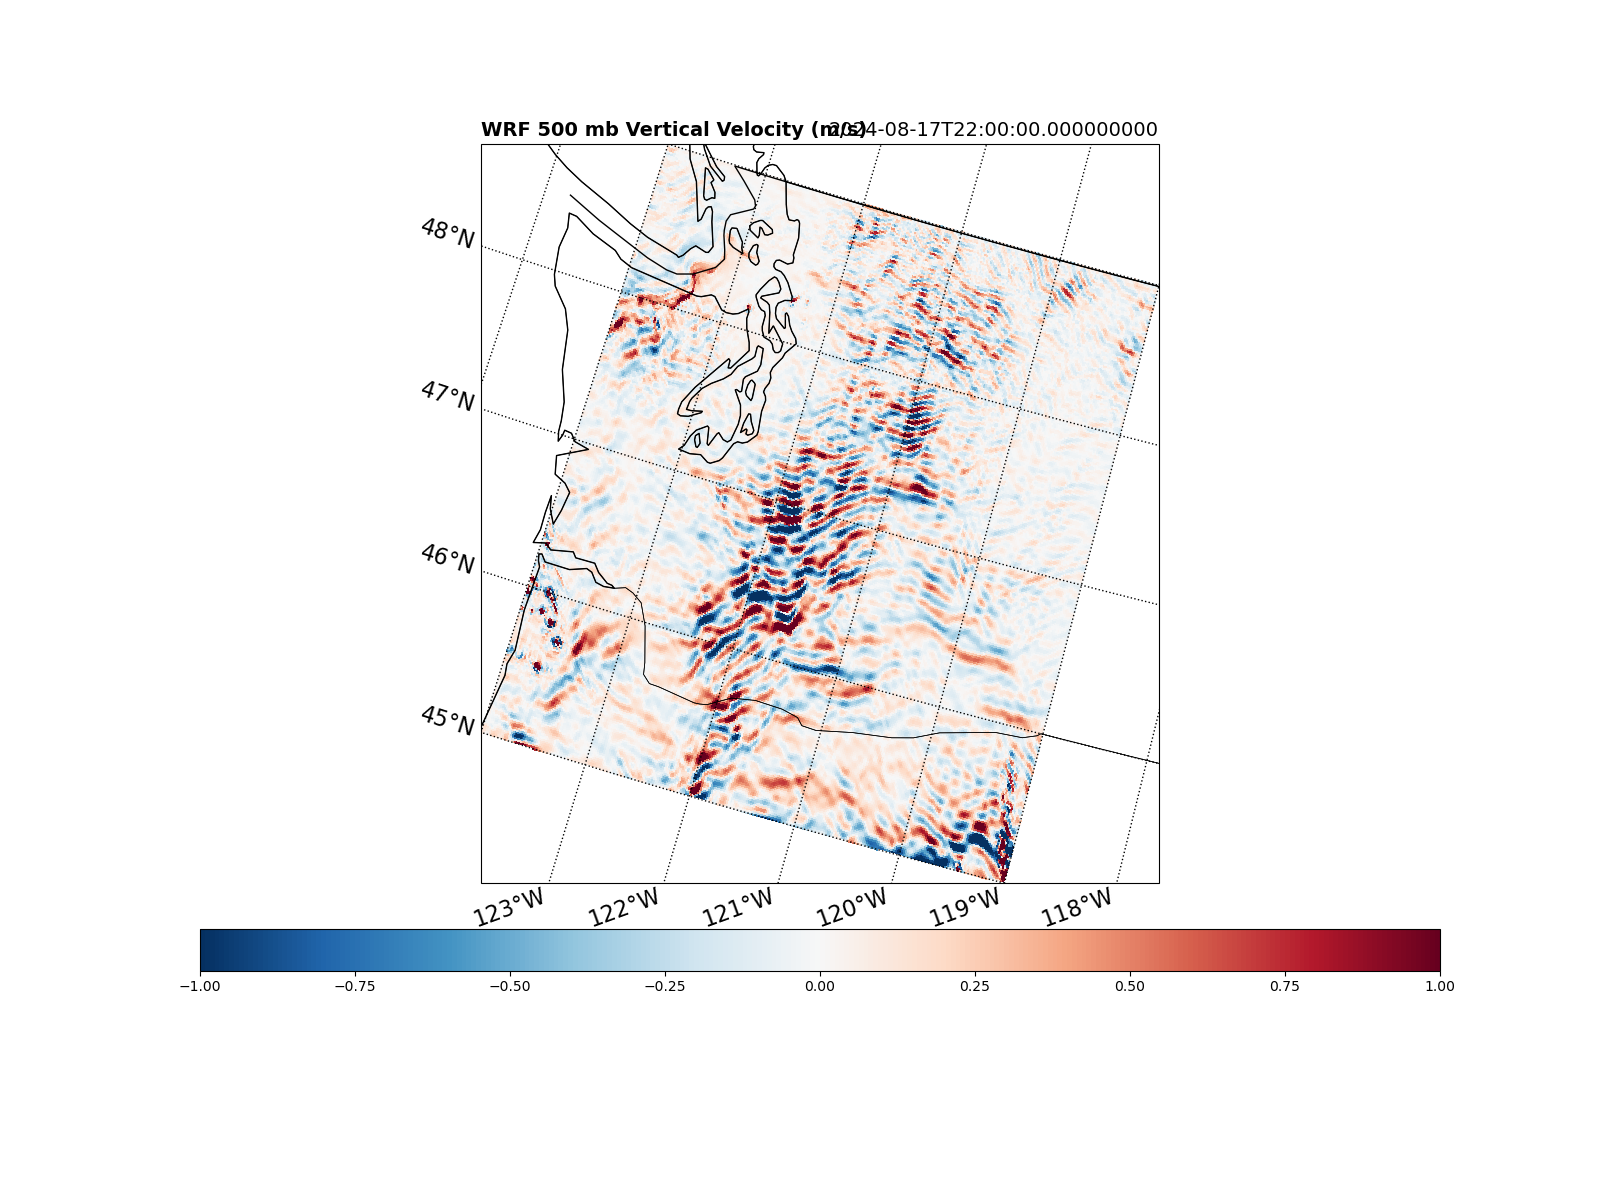 WRF 500 mb Vertical Velocity (m/s) 2024-08-17T22:00:00.000000000
48°N
47°N
46°N
45°N
123°W 122°W 121°W 120°W 119°W 118°W
−1.00 −0.75 −0.50 −0.25 0.00 0.25 0.50 0.75 1.00